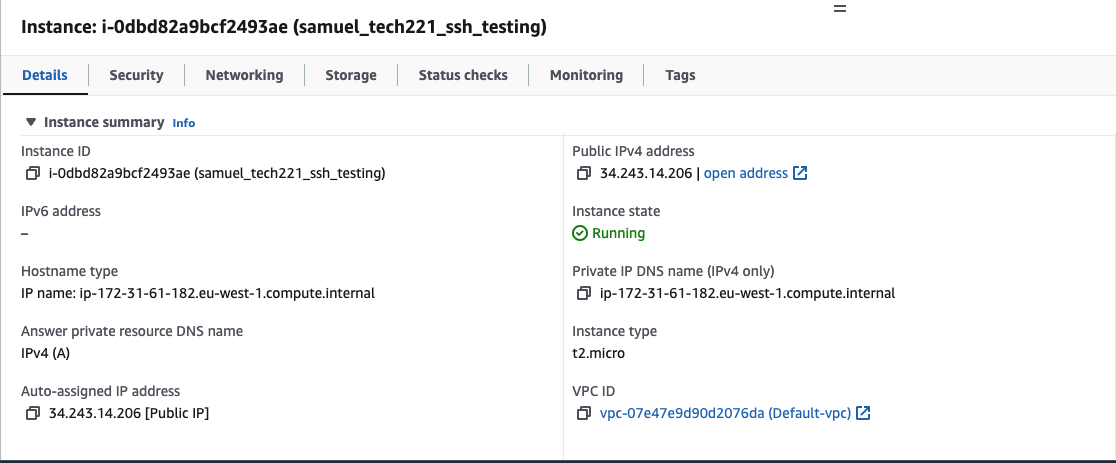 Instance: i-0dbd82a9bcf2493ae (samuel_tech221_ssh_testing)
Details
Security
Networking
Storage
Status checks
Monitoring
Tags
Instance summary Info
Instance ID
i-0dbd82a9bcf2493ae (samuel_tech221_ssh_testing)
Public IPv4 address
34.243.14.206 | open address
IPv6 address
–
Instance state
Running
Hostname type
IP name: ip-172-31-61-182.eu-west-1.compute.internal
Private IP DNS name (IPv4 only)
ip-172-31-61-182.eu-west-1.compute.internal
Answer private resource DNS name
IPv4 (A)
Instance type
t2.micro
Auto-assigned IP address
34.243.14.206 [Public IP]
VPC ID
vpc-07e47e9d90d2076da (Default-vpc)